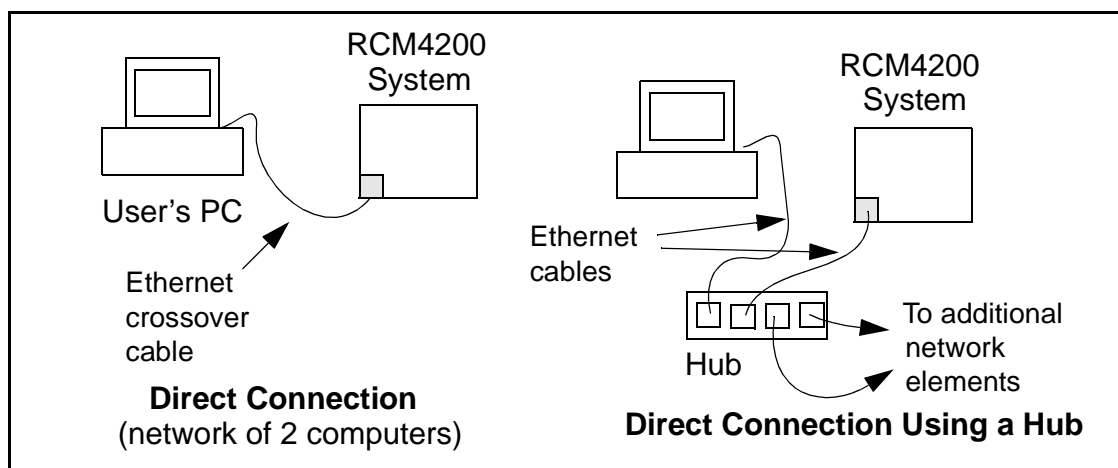 RCM4200
System
User's PC
Ethernet
crossover
cable
Direct Connection
(network of 2 computers)
RCM4200
System
Ethernet
cables
Hub
To additional
network
elements
Direct Connection Using a Hub